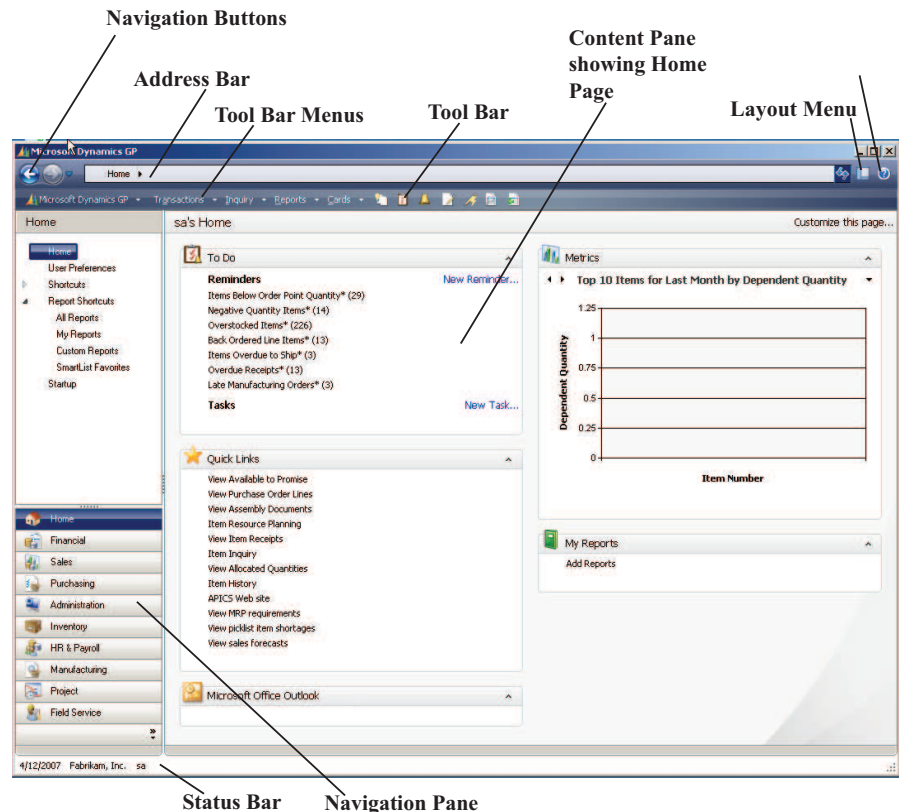 Navigation Buttons
Content Pane
showing Home
Page
Address Bar
Tool Bar Menus
Tool Bar
Layout Menu
Microsoft Dynamics GP
Home
Microsoft Dynamics GP Transactions Inquiry Reports Cards
Home
sa's Home
Customize this page...
Home
User Preferences
Shortcuts
Report Shortcuts
All Reports
My Reports
Custom Reports
SmartList Favorites
Startup
Home
Financial
Sales
Purchasing
Administration
Inventory
HR & Payroll
Manufacturing
Project
Field Service
To Do
Reminders
New Reminder...
Items Below Order Point Quantity* (29)
Negative Quantity Items* (14)
Overstocked Items* (226)
Back Ordered Line Items* (13)
Items Overdue to Ship* (3)
Overdue Receipts* (13)
Late Manufacturing Orders* (3)
Tasks
New Task...
Quick Links
View Available to Promise
View Purchase Order Lines
View Assembly Documents
Item Resource Planning
View Item Receipts
Item Inquiry
View Allocated Quantities
Item History
APICS Web site
View MRP requirements
View picklist item shortages
View sales forecasts
Microsoft Office Outlook
Metrics
Top 10 Items for Last Month by Dependent Quantity
1.25
1
0.75
0.5
0.25
0
Dependent Quantity
Item Number
My Reports
Add Reports
4/12/2007 Fabrikam, Inc. sa
Status Bar
Navigation Pane